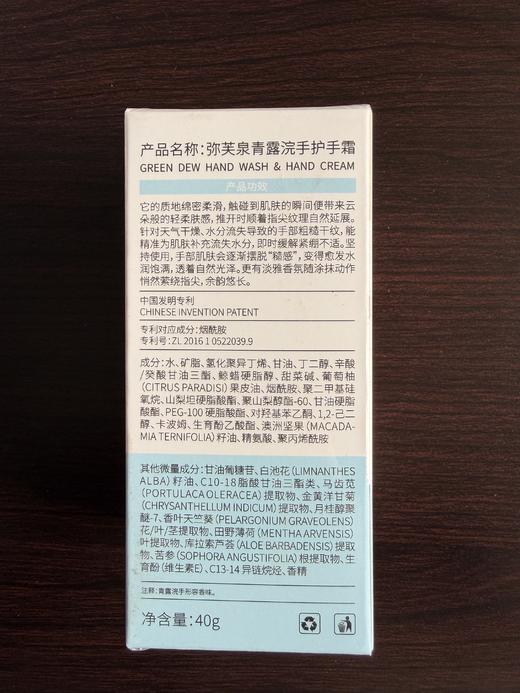 产品名称:弥芙泉青露浣手护手霜
GREEN DEW HAND WASH & HAND CREAM
产品功效
它的质地绵密柔滑,触碰到肌肤的瞬间便带来云
朵般的轻柔肤感,推开时顺着指尖纹理自然延展。
针对天气干燥、水分流失导致的手部粗糙干纹,能
精准为肌肤补充流失水分,即时缓解紧绷不适。坚
持使用,手部肌肤会逐渐摆脱“糙感”,变得愈发水
润饱满,透着自然光泽。更有淡雅香氛随涂抹动作
悄然萦绕指尖,余韵悠长。
中国发明专利
CHINESE INVENTION PATENT
专利对应成分:烟酰胺
专利号:ZL 2016 1 0522039.9
成分:水、矿脂、氢化聚异丁烯、甘油、丁二醇、辛酸
/癸酸甘油三酯、鲸蜡硬脂醇、甜菜碱、葡萄柚
(CITRUS PARADISI)果皮油、烟酰胺、聚二甲基硅
氧烷、山梨坦硬脂酸酯、聚山梨醇酯-60、甘油硬脂
酸酯、PEG-100硬脂酸酯、对羟基苯乙酮、1,2-己二
醇、卡波姆、生育酚乙酸酯、澳洲坚果(MACADA-
MIA TERNIFOLIA)籽油、精氨酸、聚丙烯酰胺
其他微量成分:甘油葡糖苷、白池花(LIMNANTHES
ALBA)籽油、C10-18脂酸甘油三酯类、马齿苋
(PORTULACA OLERACEA)提取物、金黄洋甘菊
(CHRYSANTHELLUM INDICUM)提取物、月桂醇聚
醚-7、香叶天竺葵(PELARGONIUM GRAVEOLENS)
花/叶/茎提取物、田野薄荷(MENTHA ARVENSIS)
叶提取物、库拉索芦荟(ALOE BARBADENSIS)提取
物、苦参(SOPHORA ANGUSTIFOLIA)根提取物、生
育酚(维生素E)、C13-14异链烷烃、香精
注释:青露浣手形容香味。
净含量:40g